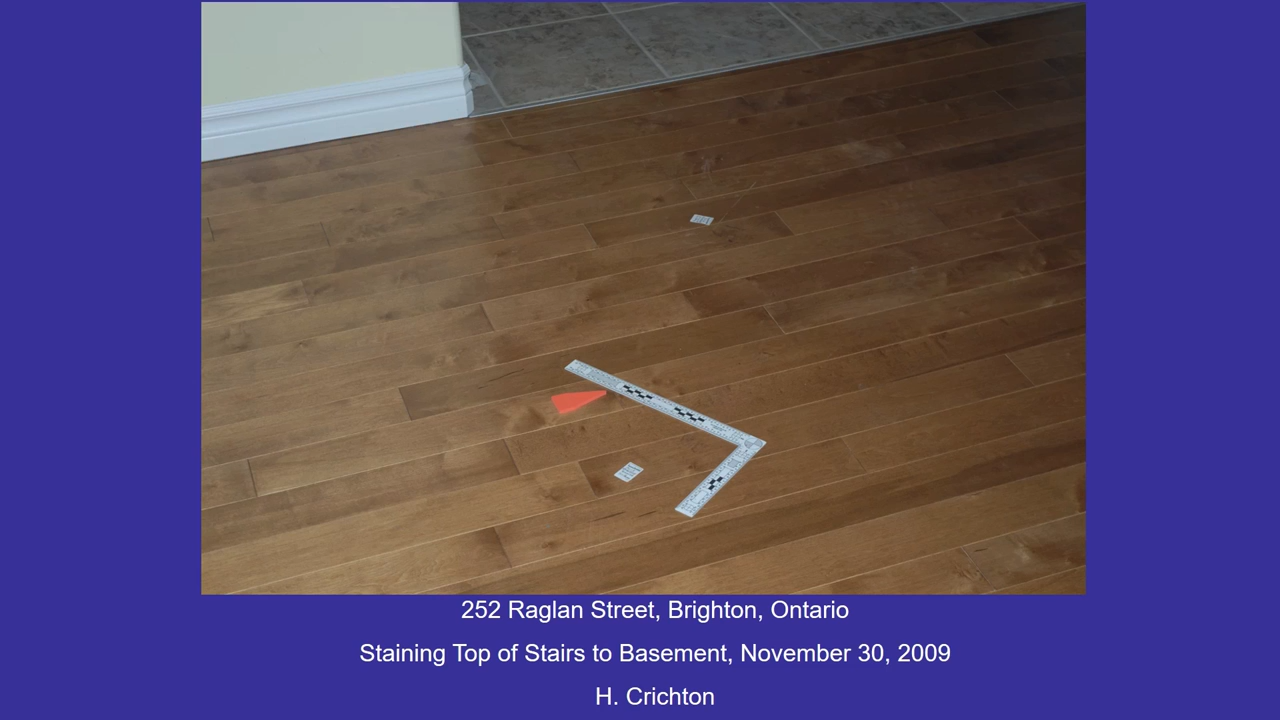 252 Raglan Street, Brighton, Ontario
Staining Top of Stairs to Basement, November 30, 2009
H. Crichton